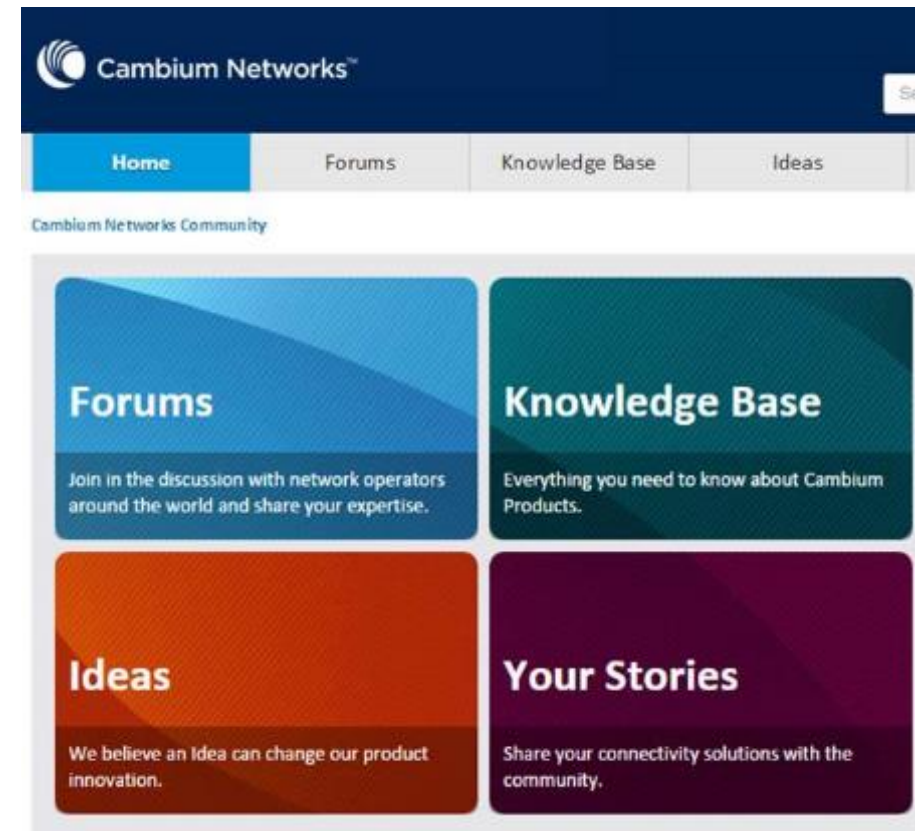 Cambium Networks™
Se
Home
Forums
Knowledge Base
Ideas
Cambium Networks Community
Forums
Join in the discussion with network operators
around the world and share your expertise.
Knowledge Base
Everything you need to know about Cambium
Products.
Ideas
We believe an Idea can change our product
innovation.
Your Stories
Share your connectivity solutions with the
community.